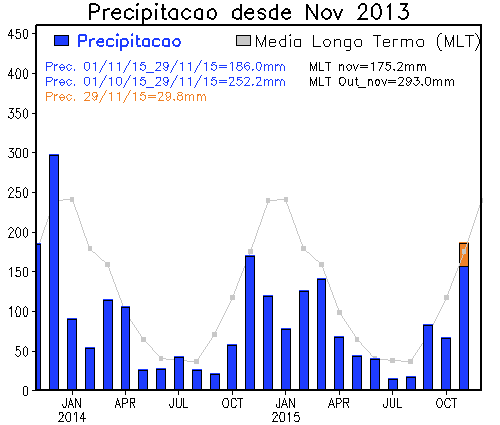 Precipitacao desde Nov 2013
Precipitacao
Media Longo Termo (MLT)
Prec. 01/11/15_29/11/15=186.0mm
MLT nov=175.2mm
Prec. 01/10/15_29/11/15=252.2mm
MLT Out_nov=293.0mm
Prec. 29/11/15=29.8mm
450
400
350
300
250
200
150
100
50
0
JAN APR JUL OCT JAN APR JUL OCT
2014 2015